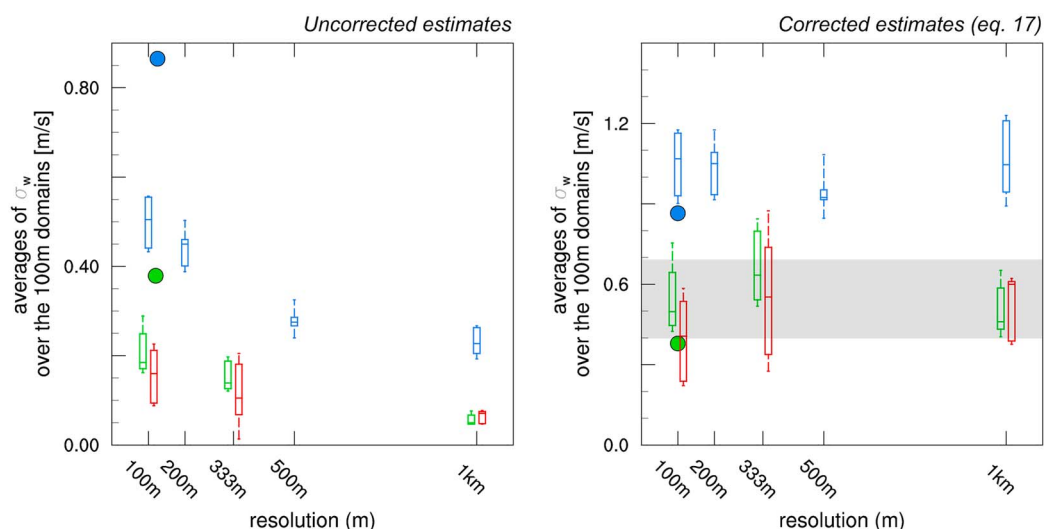 Uncorrected estimates
averages of σw
over the 100m domains [m/s]
0.80
0.40
0.00
100m
200m
333m
500m
1km
resolution (m)
Corrected estimates (eq. 17)
averages of σw
over the 100m domains [m/s]
1.2
0.6
0.0
100m
200m
333m
500m
1km
resolution (m)